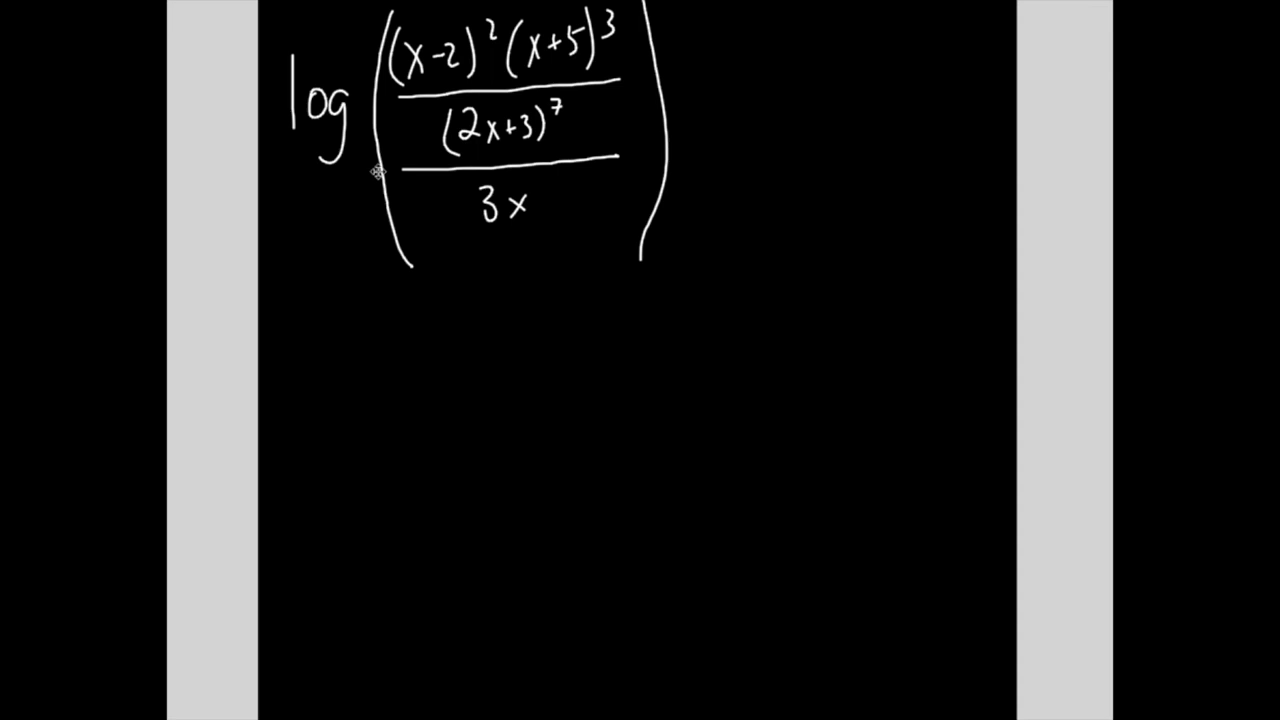 log ( (x-2)² (x+5)³
(2x+3)⁷
3x )